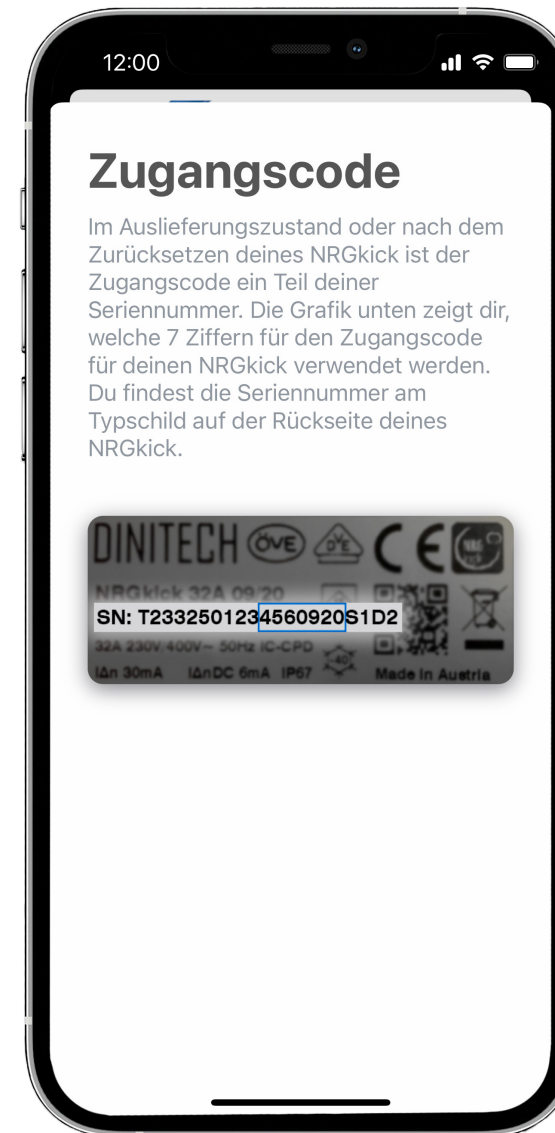 12:00
Zugangscode
Im Auslieferungszustand oder nach dem
Zurücksetzen deines NRGkick ist der
Zugangscode ein Teil deiner
Seriennummer. Die Grafik unten zeigt dir,
welche 7 Ziffern für den Zugangscode
für deinen NRGkick verwendet werden.
Du findest die Seriennummer am
Typschild auf der Rückseite deines
NRGkick.
DINITECH ÖVE CE
NRGkick 32A 09/20
SN: T2332501234560920S1D2
32A 230V/400V~ 50Hz IC-CPD
IΔn 30mA IΔnDC 6mA IP67 Made in Austria